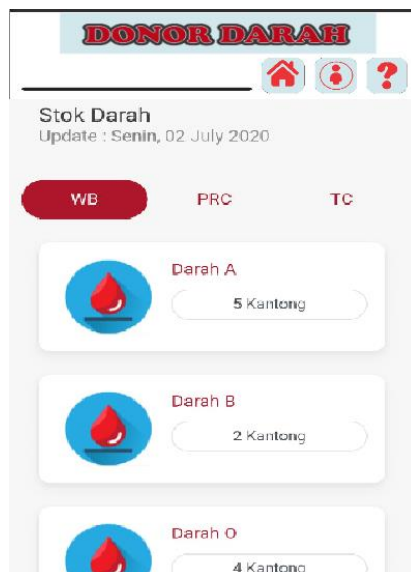 DONOR DARAH
?
Stok Darah
Update : Senin, 02 July 2020
WB PRC TC
Darah A
5 Kantong
Darah B
2 Kantong
Darah O
4 Kantong